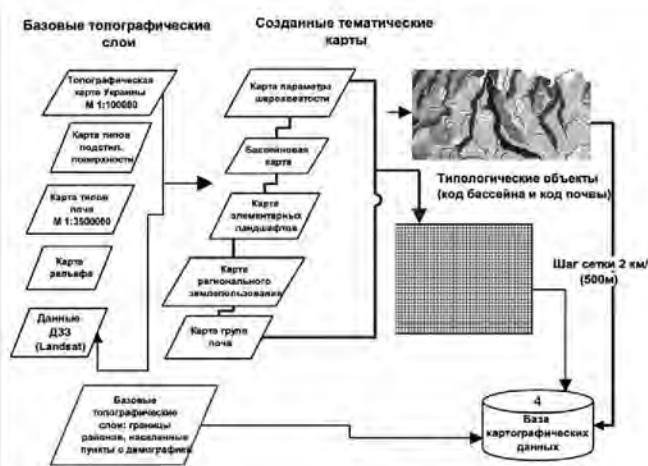 Базовые топографические
слои
Созданные тематические
карты
Топографическая
карта Украины
М 1:100000
Карта типов
подстил.
поверхности
Карта типов
почв
М 1:3500000
Карта
рельефа
Данные
ДЗЗ
(Landsat)
Карта параметра
шероховатости
Бассейновая
карта
Карта
элементарных
ландшафтов
Карта
регионального
землепользования
Карта групп
почв
Типологические объекты
(код бассейна и код почвы)
Шаг сетки 2 км/
(500м)
Базовые
топографические
слои: границы
районов, населенные
пункты о демографией
4
База
картографических
данных